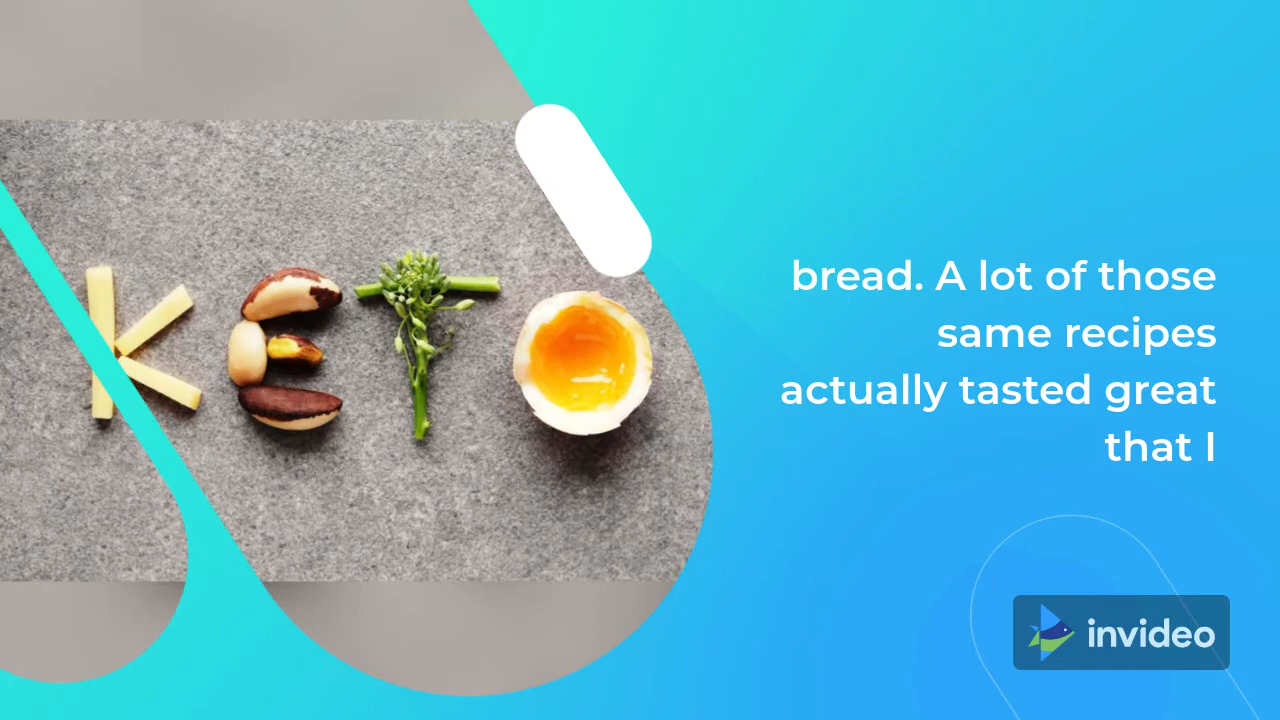 KETO
bread. A lot of those
same recipes
actually tasted great
that I
invideo